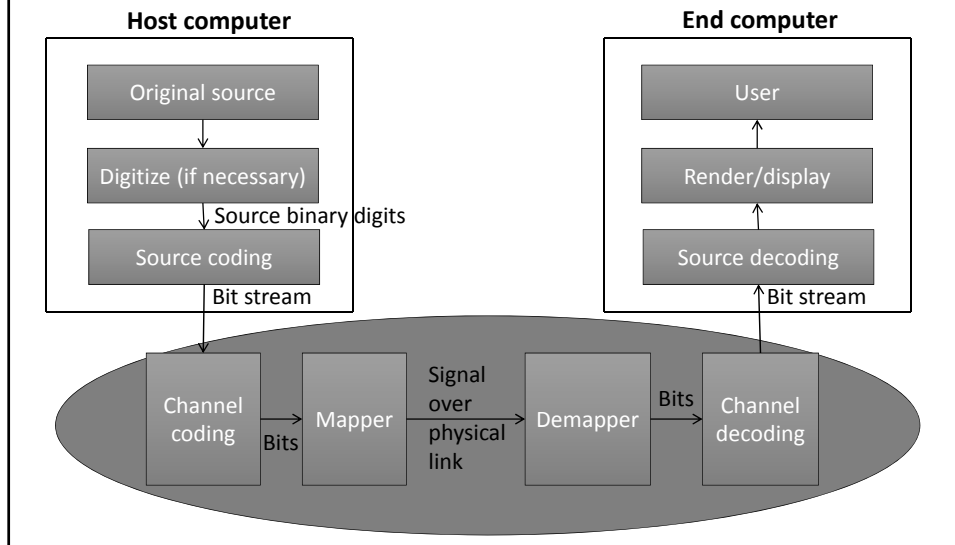 Host computer
End computer
Original source
Digitize (if necessary)
Source binary digits
Source coding
Bit stream
User
Render/display
Source decoding
Bit stream
Channel
coding
Bits
Mapper
Signal
over
physical
link
Demapper
Bits
Channel
decoding